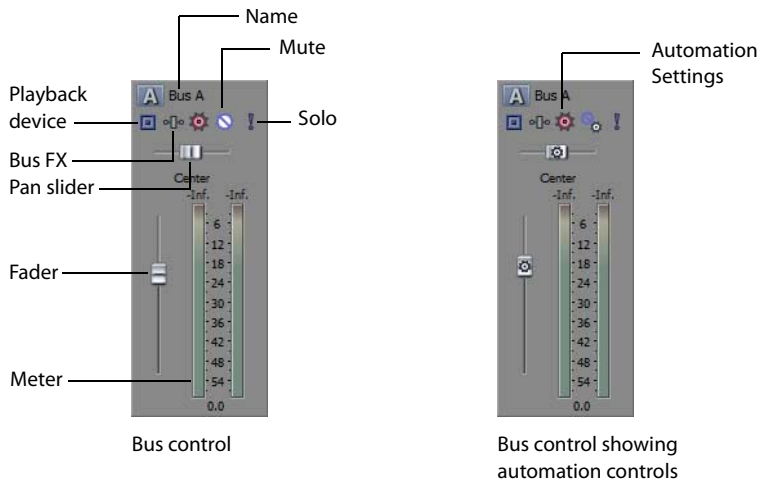 Name
Mute
Playback
device
Solo
Bus FX
Pan slider
Fader
Meter
A Bus A
Center
-Inf. -Inf.
6
12
18
24
30
36
42
48
54
0.0
Bus control
Automation
Settings
A Bus A
Center
-Inf. -Inf.
6
12
18
24
30
36
42
48
54
0.0
Bus control showing
automation controls